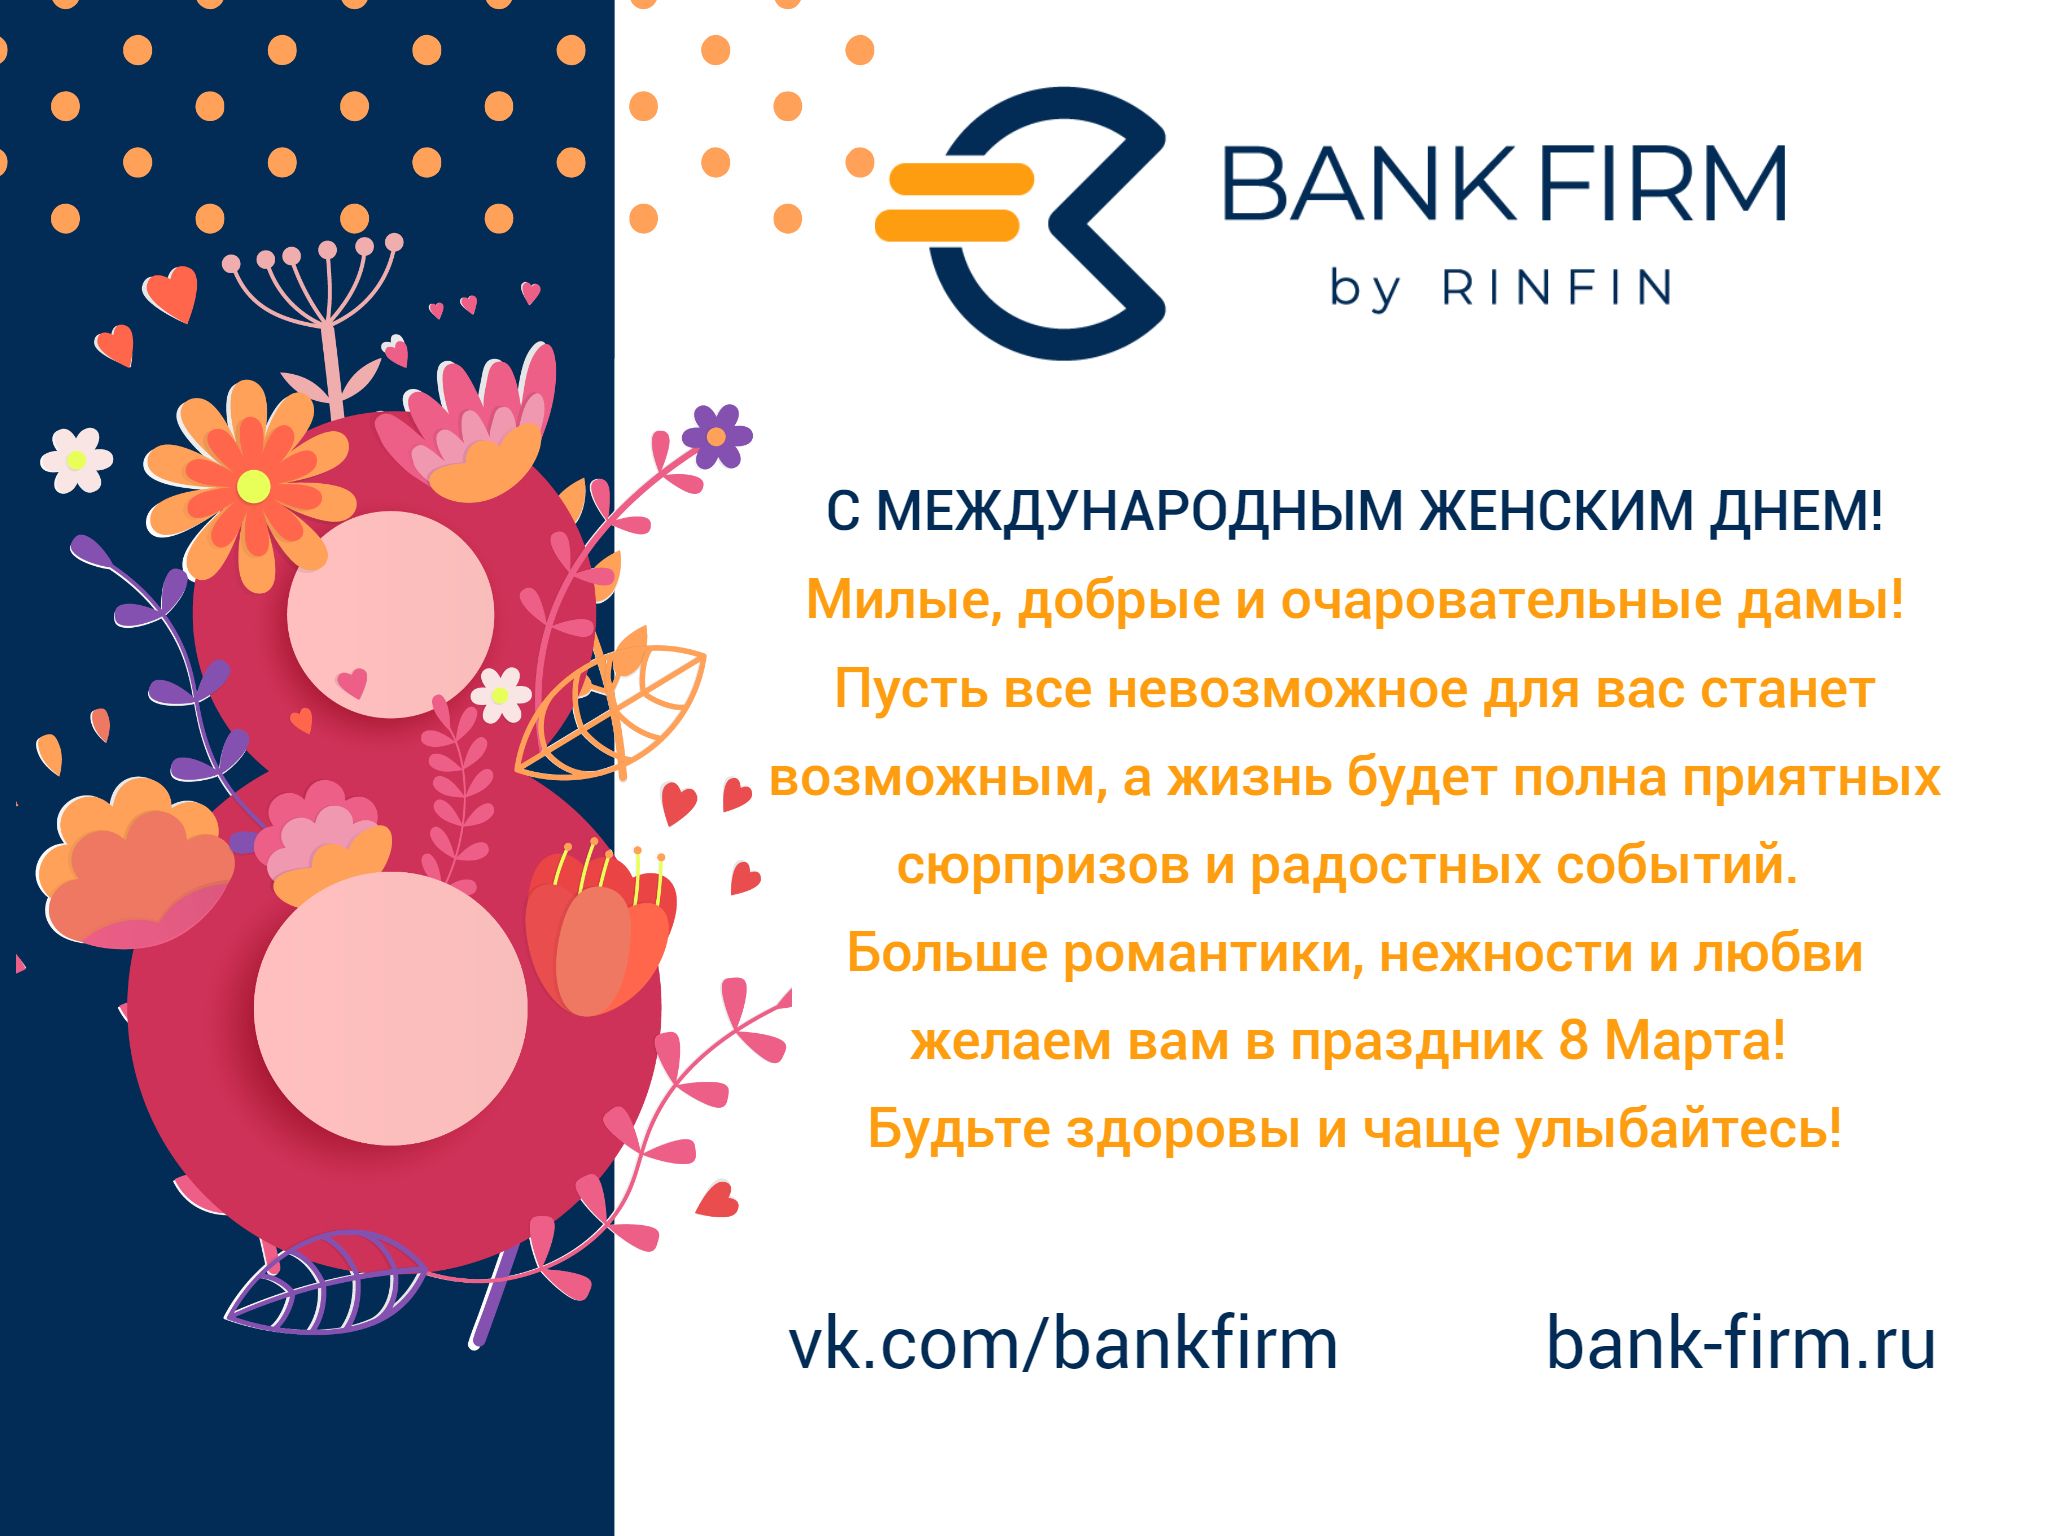 BANK FIRM
by RINFIN
С МЕЖДУНАРОДНЫМ ЖЕНСКИМ ДНЕМ!
Милые, добрые и очаровательные дамы!
Пусть все невозможное для вас станет
возможным, а жизнь будет полна приятных
сюрпризов и радостных событий.
Больше романтики, нежности и любви
желаем вам в праздник 8 Марта!
Будьте здоровы и чаще улыбайтесь!
vk.com/bankfirm
bank-firm.ru